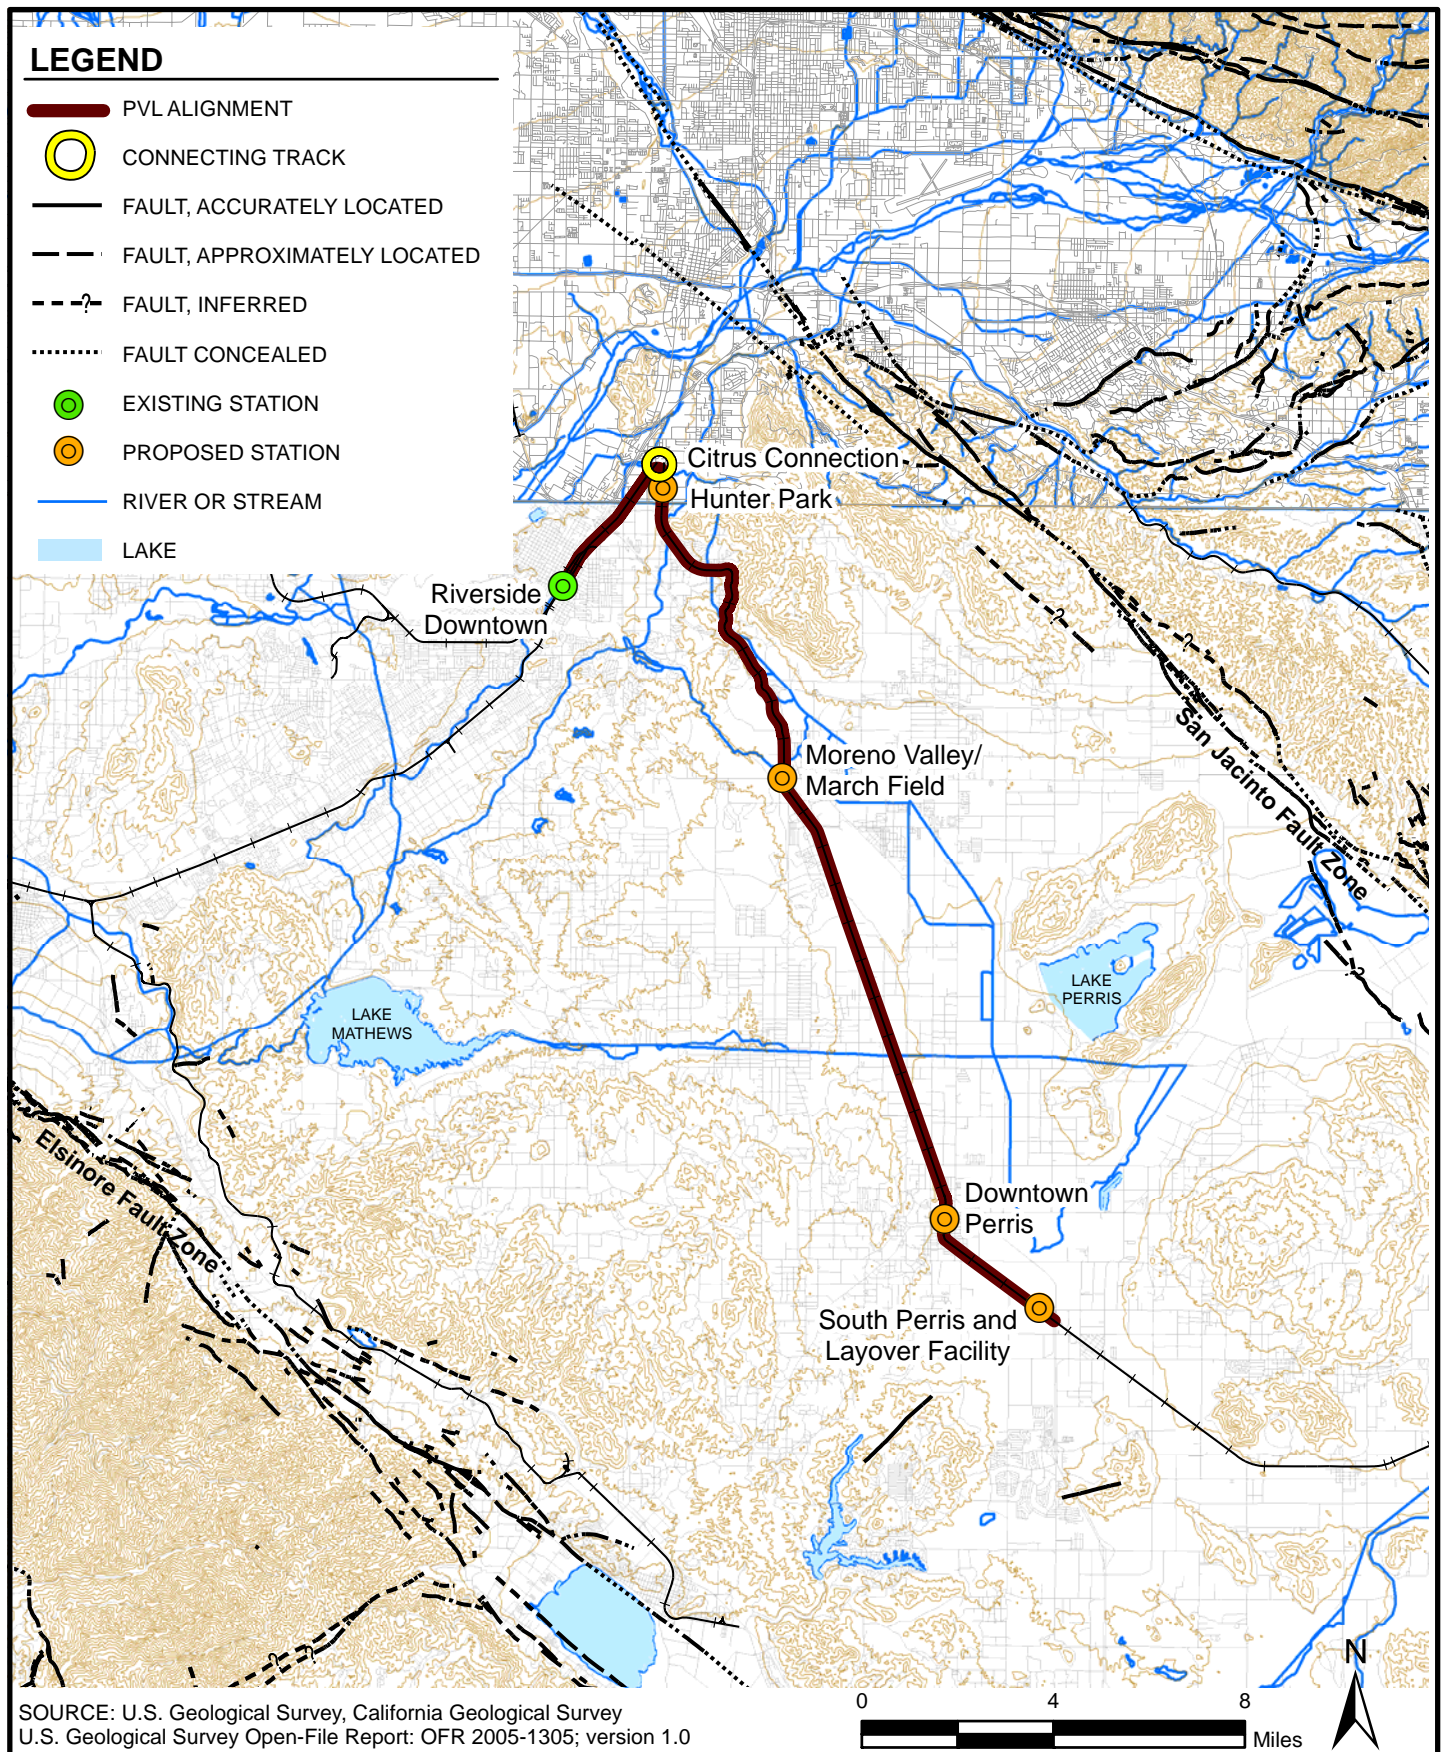 LEGEND
PVL ALIGNMENT
CONNECTING TRACK
FAULT, ACCURATELY LOCATED
FAULT, APPROXIMATELY LOCATED
?
FAULT, INFERRED
FAULT CONCEALED
EXISTING STATION
PROPOSED STATION
RIVER OR STREAM
LAKE
Citrus Connection
Hunter Park
Riverside
Downtown
?
?
San Jacinto Fault Zone
Moreno Valley/
March Field
?
LAKE
PERRIS
LAKE
MATHEWS
Elsinore Fault Zone
Downtown
Perris
South Perris and
Layover Facility
?
?
N
0 4 8
Miles
SOURCE: U.S. Geological Survey, California Geological Survey
U.S. Geological Survey Open-File Report: OFR 2005-1305; version 1.0